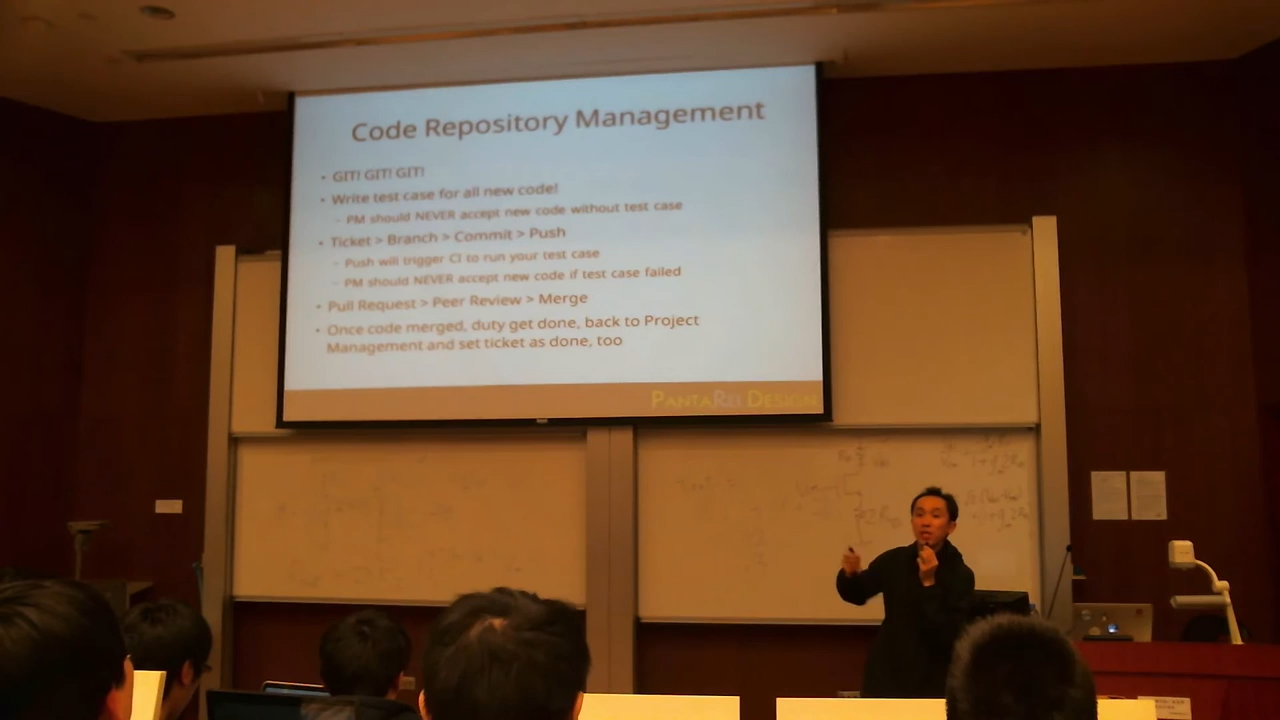 Code Repository Management
• GIT! GIT! GIT!
• Write test case for all new code!
– PM should NEVER accept new code without test case
• Ticket > Branch > Commit > Push
– Push will trigger CI to run your test case
– PM should NEVER accept new code if test case failed
• Pull Request > Peer Review > Merge
• Once code merged, duty get done, back to Project
Management and set ticket as done, too
PANTAREI DESIGN